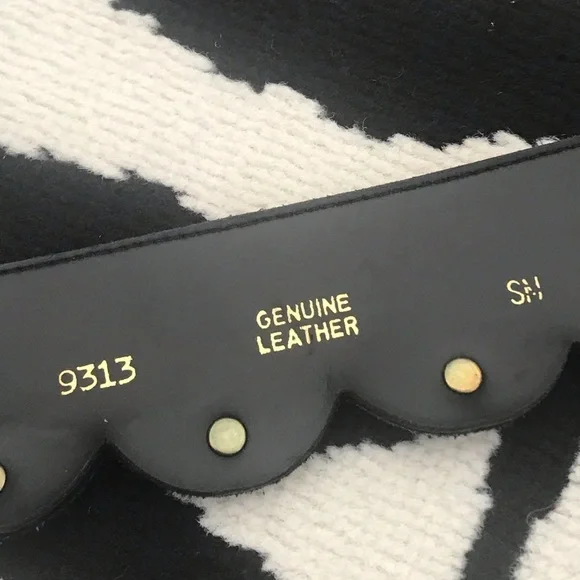 9313
GENUINE
LEATHER
SM